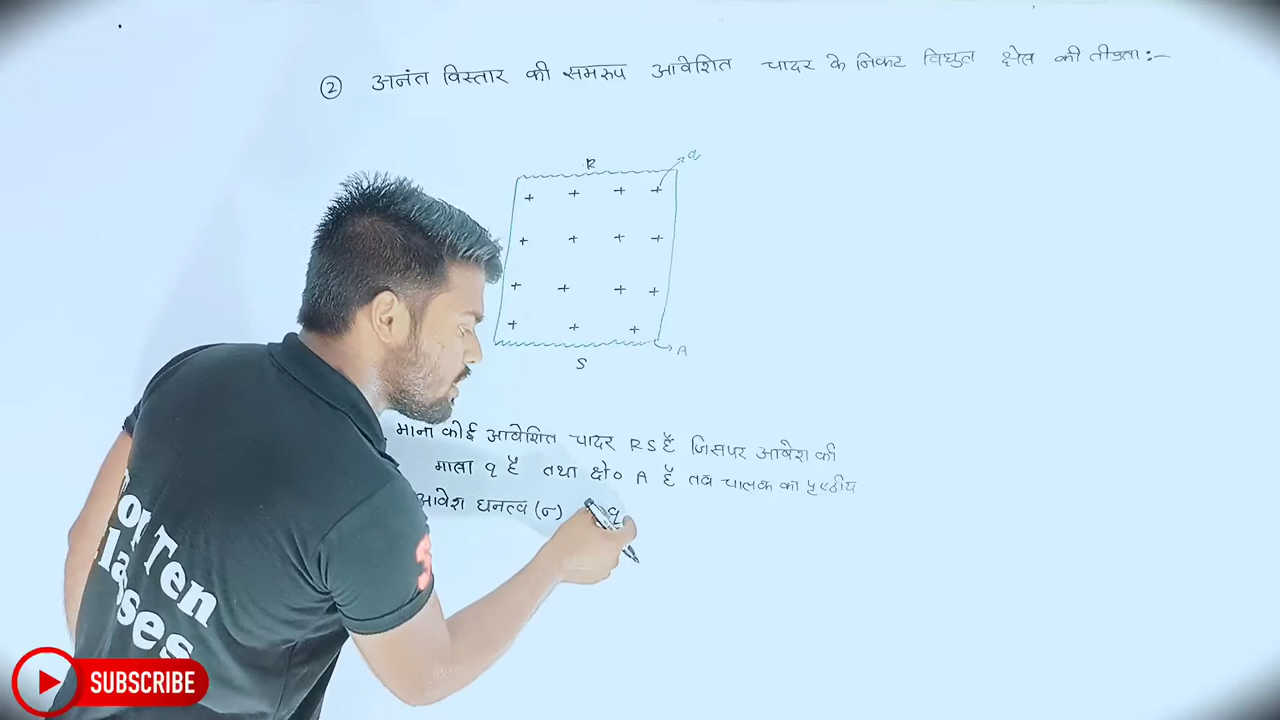 ② अनंत विस्तार की समरुप आवेशित चादर के निकट विद्युत क्षेत्र की तीव्रता :-
R
q
+ + + +
+ + + +
+ + + +
+ + +
A
S
माना कोई आवेशित चादर RS है जिसपर आवेश की
मात्रा q है तथा क्षे० A है तब चालक का पृष्ठीय
आवेश घनत्व (σ) q
Top Ten
Classes
SUBSCRIBE